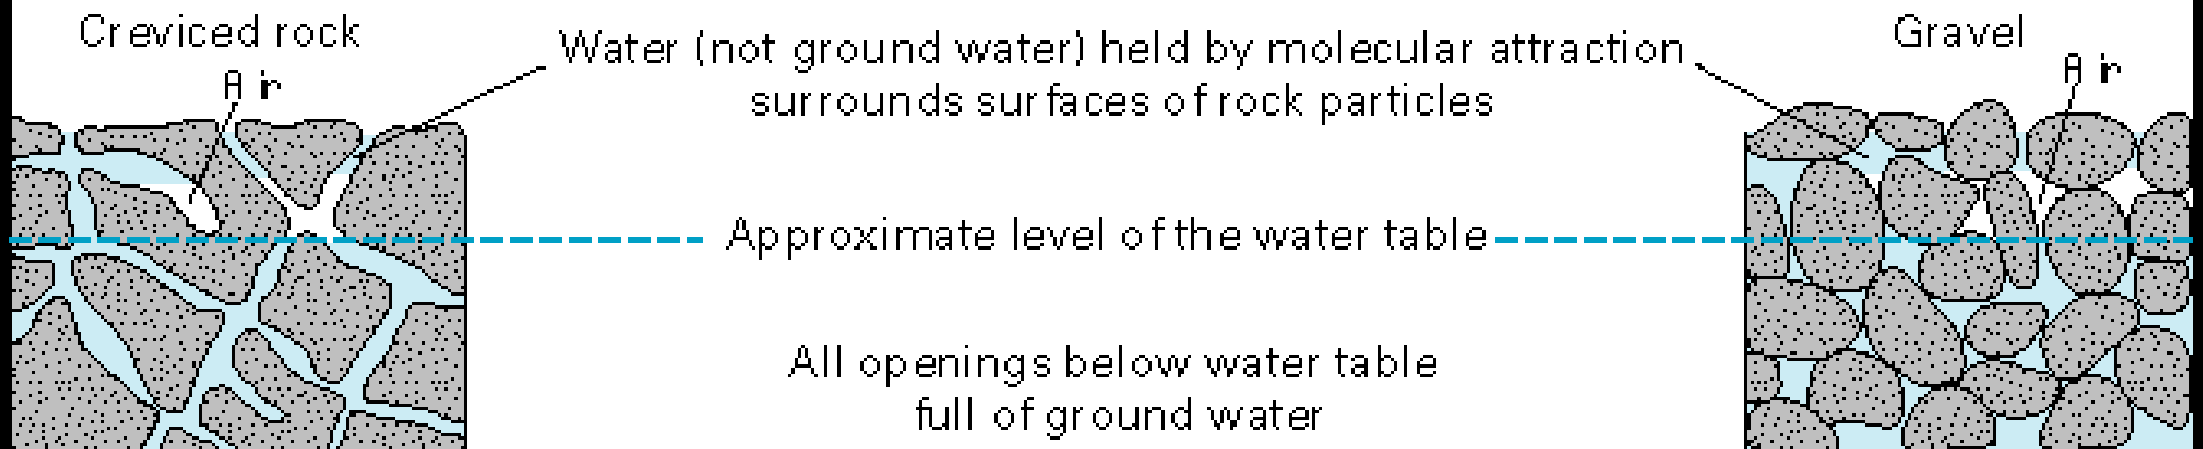 Creviced rock
Air
Water (not ground water) held by molecular attraction
surrounds surfaces of rock particles
Gravel
Air
Approximate level of the water table
All openings below water table
full of ground water